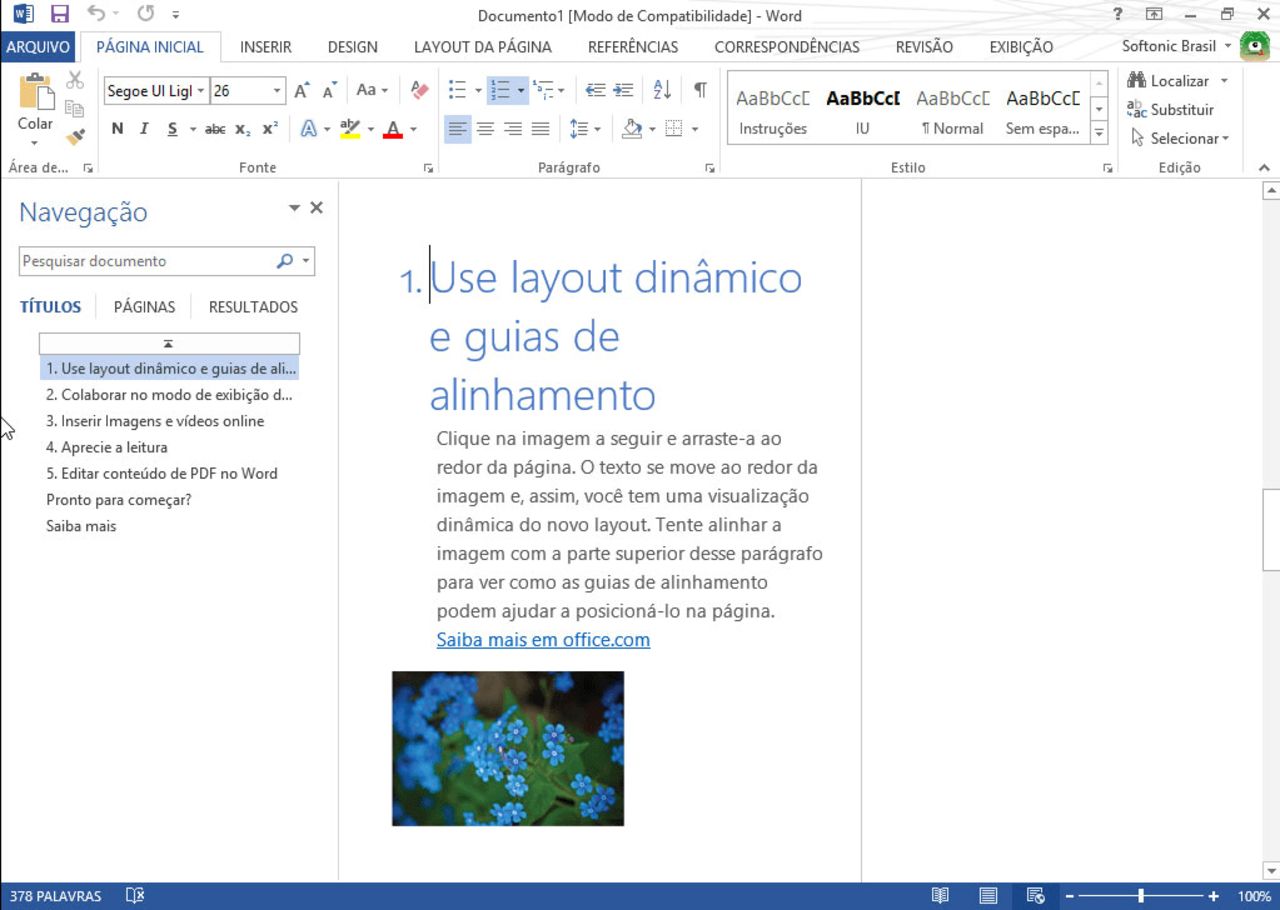 Documento1 [Modo de Compatibilidade] - Word
?
ARQUIVO PÁGINA INICIAL INSERIR DESIGN LAYOUT DA PÁGINA REFERÊNCIAS CORRESPONDÊNCIAS REVISÃO EXIBIÇÃO Softonic Brasil
Colar
Área de...
Segoe UI Ligl 26
N I S abc x₂ x²
Aa
A
Fonte
Parágrafo
AaBbCcD AaBbCcI AaBbCcD AaBbCcD
Instruções IU ¶ Normal Sem espa...
Estilo
Localizar
Substituir
Selecionar
Edição
Navegação
Pesquisar documento
TÍTULOS PÁGINAS RESULTADOS
1. Use layout dinâmico e guias de ali...
2. Colaborar no modo de exibição d...
3. Inserir Imagens e vídeos online
4. Aprecie a leitura
5. Editar conteúdo de PDF no Word
Pronto para começar?
Saiba mais
1. Use layout dinâmico
e guias de
alinhamento
Clique na imagem a seguir e arraste-a ao
redor da página. O texto se move ao redor da
imagem e, assim, você tem uma visualização
dinâmica do novo layout. Tente alinhar a
imagem com a parte superior desse parágrafo
para ver como as guias de alinhamento
podem ajudar a posicioná-lo na página.
Saiba mais em office.com
378 PALAVRAS
100%